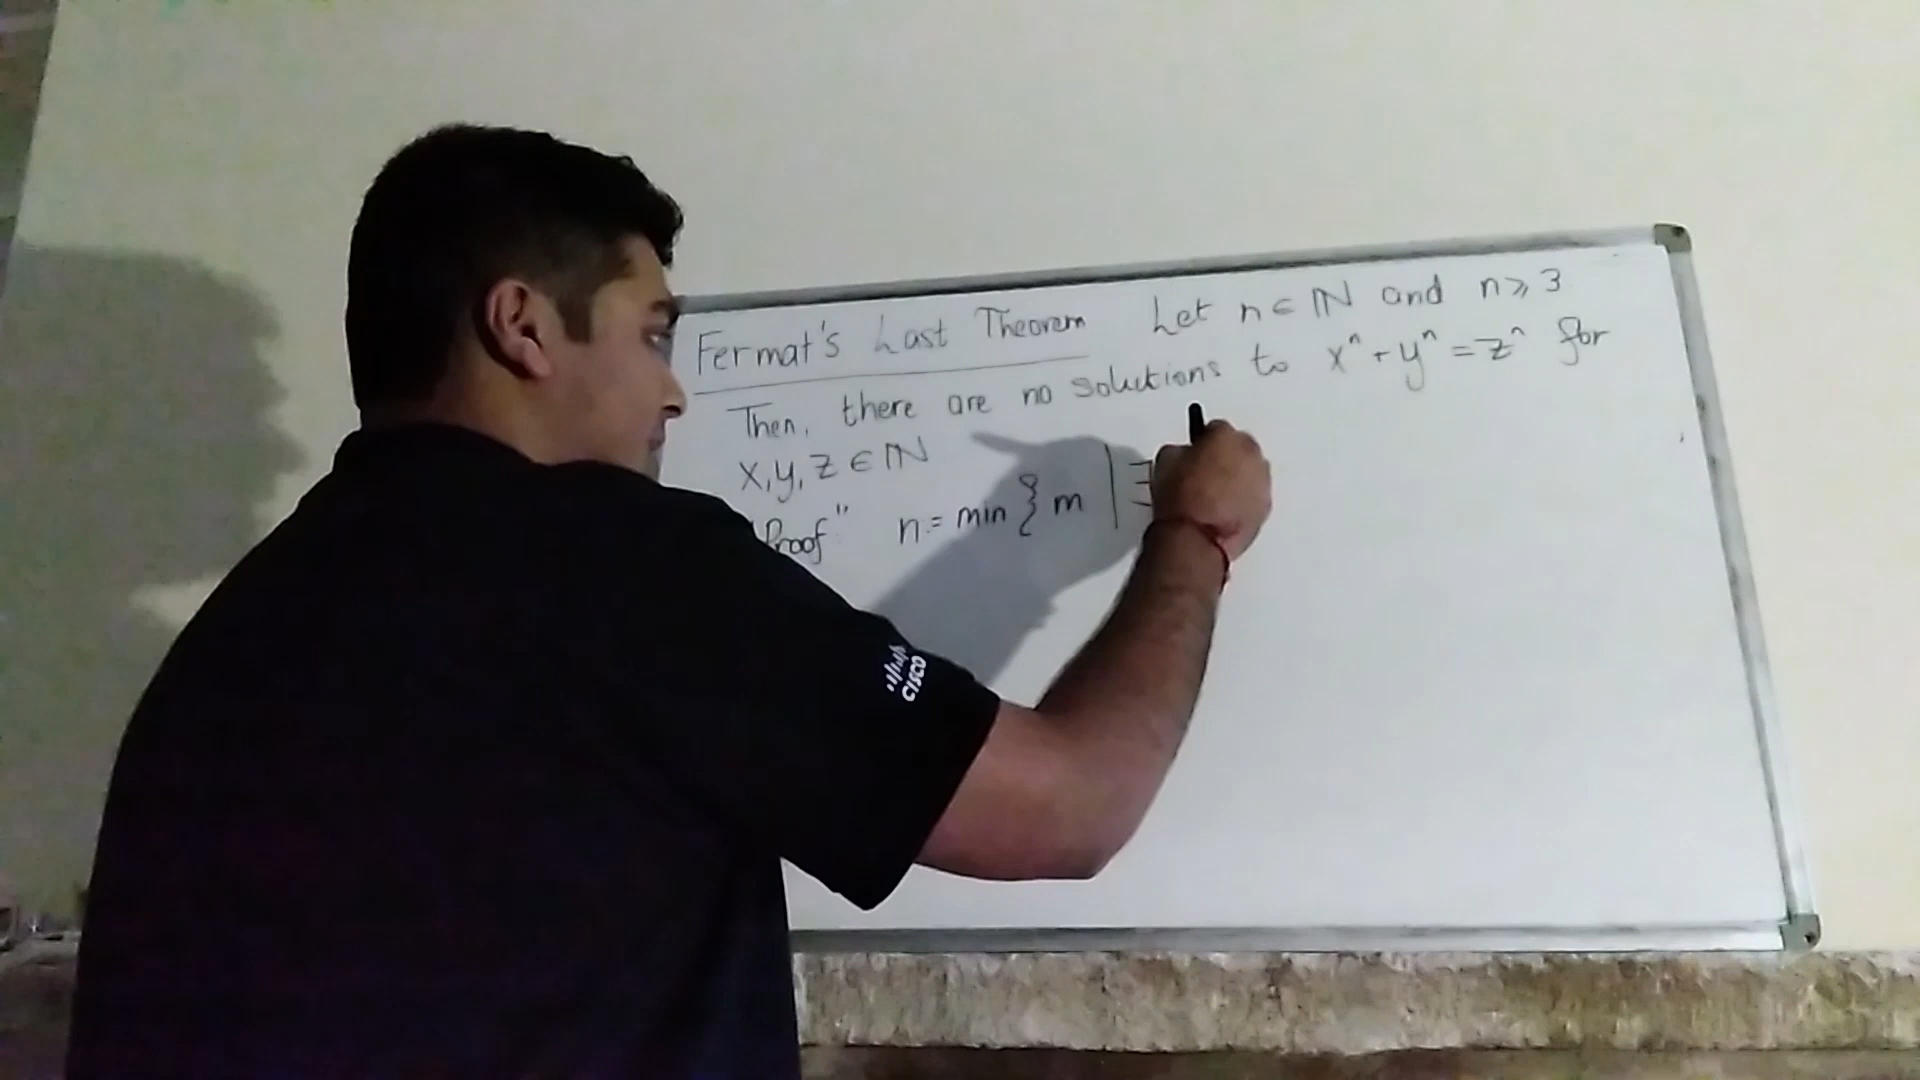 Fermat's Last Theorem Let n ∈ ℕ and n ⩾ 3
Then, there are no solutions to xⁿ + yⁿ = zⁿ for
x, y, z ∈ ℕ
"Proof" n := min { m | ∃
CISCO